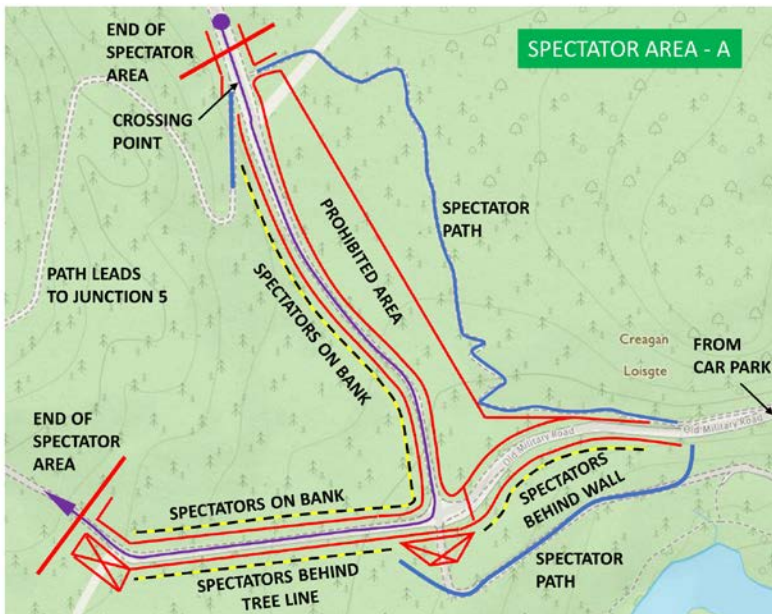 SPECTATOR AREA - A
END OF
SPECTATOR
AREA
CROSSING
POINT
SPECTATOR
PATH
PROHIBITED AREA
PATH LEADS
TO JUNCTION 5
SPECTATORS ON BANK
Creagan
Loisgte
FROM
CAR PARK
Old Military Road
Old Military Road
END OF
SPECTATOR
AREA
SPECTATORS ON BANK
SPECTATORS
BEHIND WALL
SPECTATORS BEHIND
TREE LINE
SPECTATOR
PATH